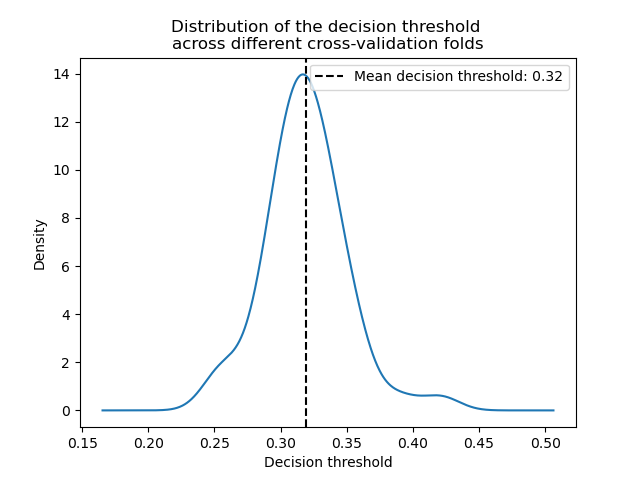 Distribution of the decision threshold
across different cross-validation folds
Mean decision threshold: 0.32
Density
14
12
10
8
6
4
2
0
0.15 0.20 0.25 0.30 0.35 0.40 0.45 0.50
Decision threshold